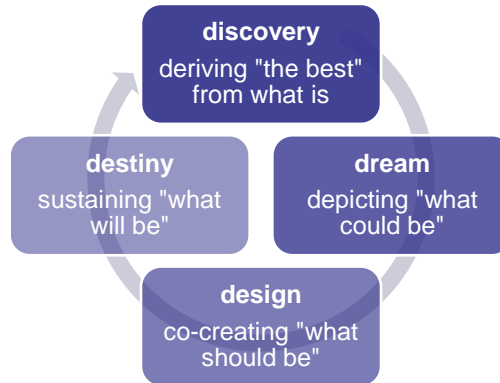 discovery
deriving "the best"
from what is
dream
depicting "what
could be"
design
co-creating "what
should be"
destiny
sustaining "what
will be"